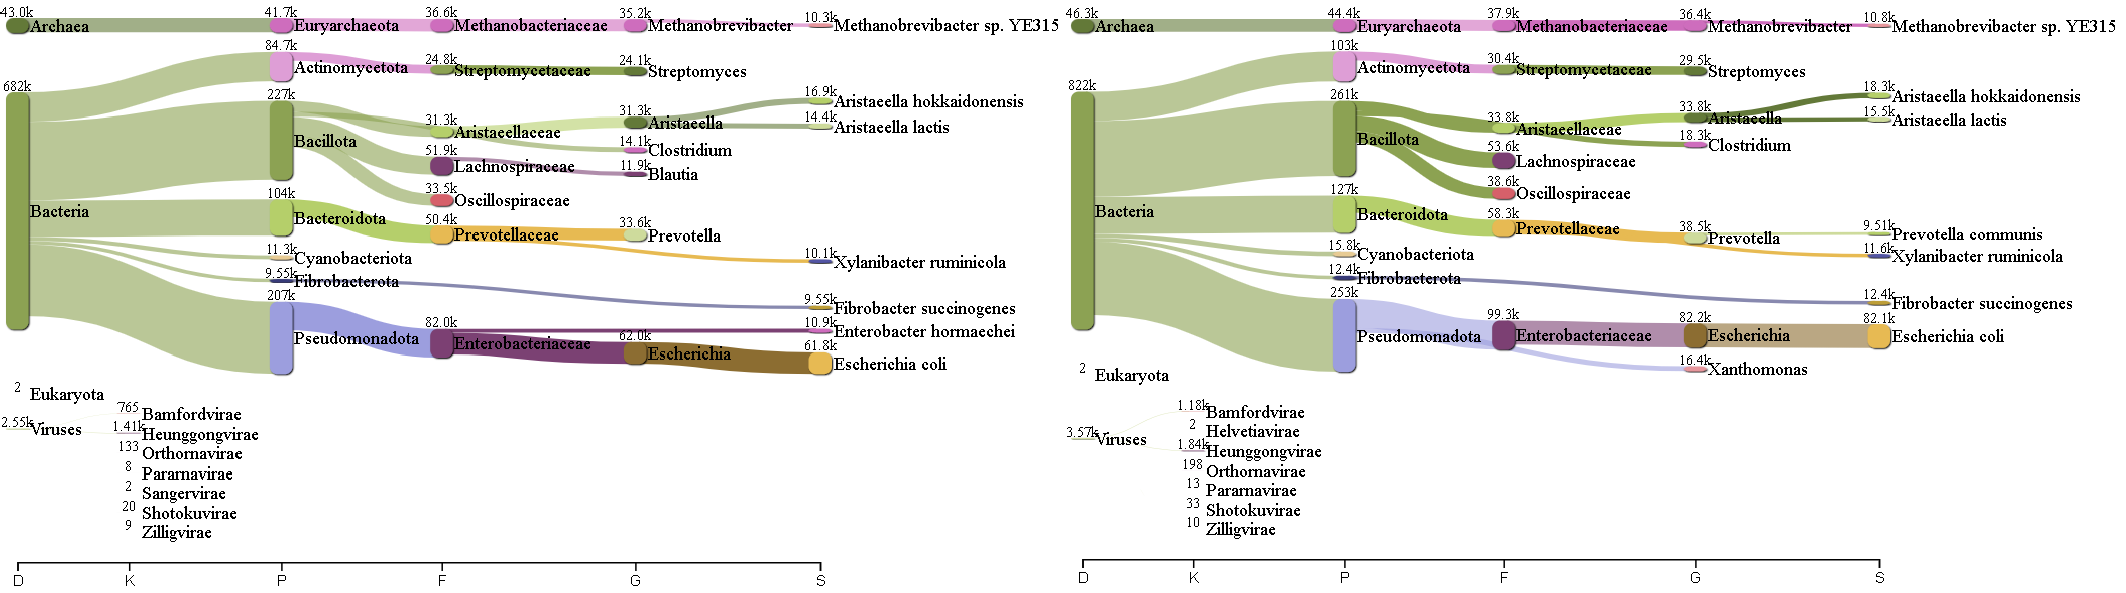 43.0k
Archaea
41.7k
Euryarchaeota
36.6k
Methanobacteriaceae
35.2k
Methanobrevibacter
10.3k
Methanobrevibacter sp. YE315
84.7k
Actinomycetota
24.8k
Streptomycetaceae
24.1k
Streptomyces
682k
Bacteria
227k
Bacillota
31.3k
Aristaeellaceae
31.3k
Aristaeella
16.9k
Aristaeella hokkaidonensis
14.4k
Aristaeella lactis
14.1k
Clostridium
51.9k
Lachnospiraceae
11.9k
Blautia
33.5k
Oscillospiraceae
104k
Bacteroidota
50.4k
Prevotellaceae
33.6k
Prevotella
10.1k
Xylanibacter ruminicola
11.3k
Cyanobacteriota
9.55k
Fibrobacterota
9.55k
Fibrobacter succinogenes
207k
Pseudomonadota
82.0k
Enterobacteriaceae
10.9k
Enterobacter hormaechei
62.0k
Escherichia
61.8k
Escherichia coli
2
Eukaryota
2.55k
Viruses
765
Bamfordvirae
1.41k
Heunggongvirae
133
Orthornavirae
8
Pararnavirae
2
Sangervirae
20
Shotokuvirae
9
Zilligvirae
D K P F G S
46.3k
Archaea
44.4k
Euryarchaeota
37.9k
Methanobacteriaceae
36.4k
Methanobrevibacter
10.8k
Methanobrevibacter sp. YE315
103k
Actinomycetota
30.4k
Streptomycetaceae
29.5k
Streptomyces
822k
Bacteria
261k
Bacillota
33.8k
Aristaeellaceae
33.8k
Aristaeella
18.3k
Aristaeella hokkaidonensis
15.5k
Aristaeella lactis
18.3k
Clostridium
53.6k
Lachnospiraceae
38.6k
Oscillospiraceae
127k
Bacteroidota
58.3k
Prevotellaceae
38.5k
Prevotella
9.51k
Prevotella communis
11.6k
Xylanibacter ruminicola
15.8k
Cyanobacteriota
12.4k
Fibrobacterota
12.4k
Fibrobacter succinogenes
253k
Pseudomonadota
99.3k
Enterobacteriaceae
82.2k
Escherichia
82.1k
Escherichia coli
16.4k
Xanthomonas
2
Eukaryota
3.57k
Viruses
1.18k
Bamfordvirae
2
Helvetiavirae
1.84k
Heunggongvirae
198
Orthornavirae
13
Pararnavirae
33
Shotokuvirae
10
Zilligvirae
D K P F G S